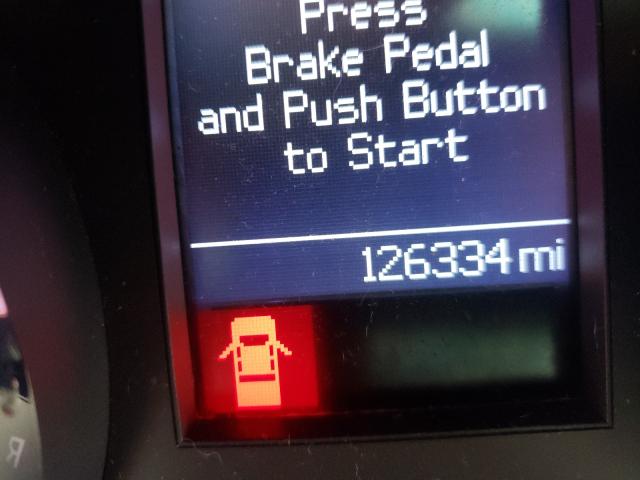 Press
Brake Pedal
and Push Button
to Start
126334 mi
R